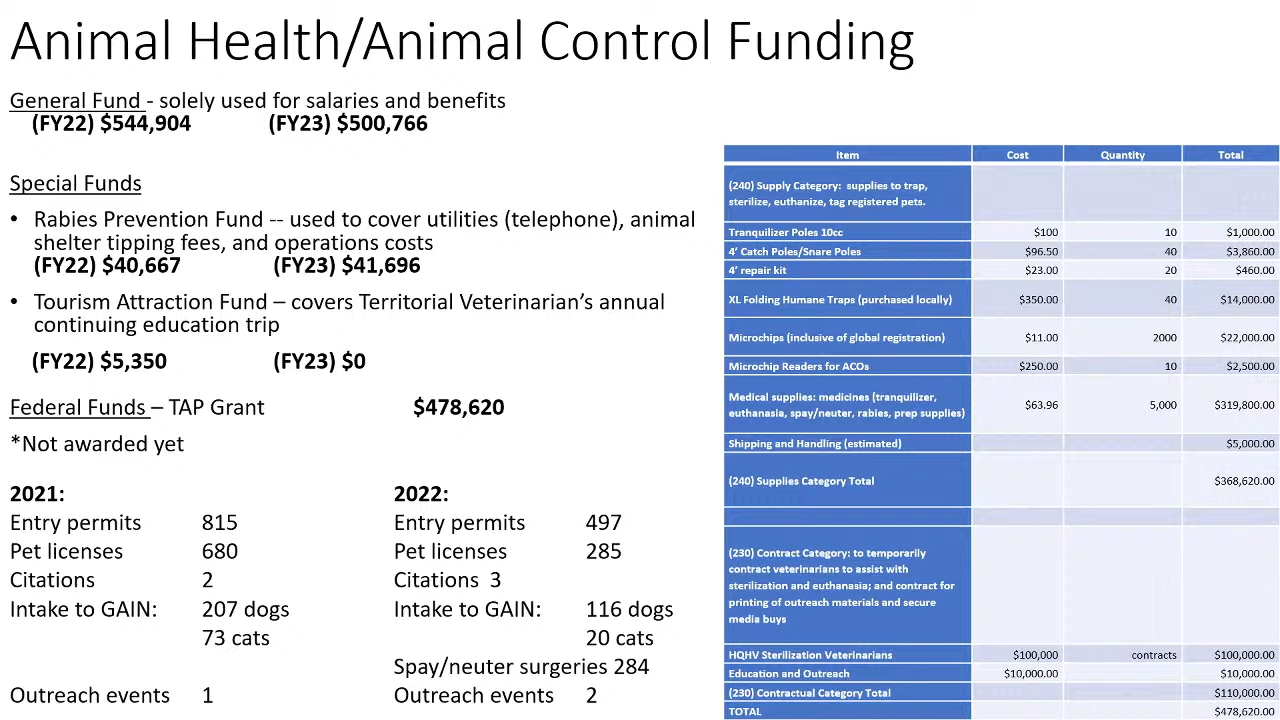 Animal Health/Animal Control Funding
General Fund - solely used for salaries and benefits
(FY22) $544,904 (FY23) $500,766
Special Funds
• Rabies Prevention Fund -- used to cover utilities (telephone), animal
shelter tipping fees, and operations costs
(FY22) $40,667 (FY23) $41,696
• Tourism Attraction Fund – covers Territorial Veterinarian's annual
continuing education trip
(FY22) $5,350 (FY23) $0
Federal Funds – TAP Grant $478,620
*Not awarded yet
2021:
Entry permits 815
Pet licenses 680
Citations 2
Intake to GAIN: 207 dogs
73 cats
Outreach events 1
2022:
Entry permits 497
Pet licenses 285
Citations 3
Intake to GAIN: 116 dogs
20 cats
Spay/neuter surgeries 284
Outreach events 2
Item Cost Quantity Total
(240) Supply Category: supplies to trap,
sterilize, euthanize, tag registered pets.
Tranquilizer Poles 10cc $100 10 $1,000.00
4' Catch Poles/Snare Poles $96.50 40 $3,860.00
4' repair kit $23.00 20 $460.00
XL Folding Humane Traps (purchased locally) $350.00 40 $14,000.00
Microchips (inclusive of global registration) $11.00 2000 $22,000.00
Microchip Readers for ACOs $250.00 10 $2,500.00
Medical supplies: medicines (tranquilizer,
euthanasia, spay/neuter, rabies, prep supplies) $63.96 5,000 $319,800.00
Shipping and Handling (estimated) $5,000.00
(240) Supplies Category Total $368,620.00
(230) Contract Category: to temporarily
contract veterinarians to assist with
sterilization and euthanasia; and contract for
printing of outreach materials and secure
media buys
HQHV Sterilization Veterinarians $100,000 contracts $100,000.00
Education and Outreach $10,000.00 $10,000.00
(230) Contractual Category Total $110,000.00
TOTAL $478,620.00